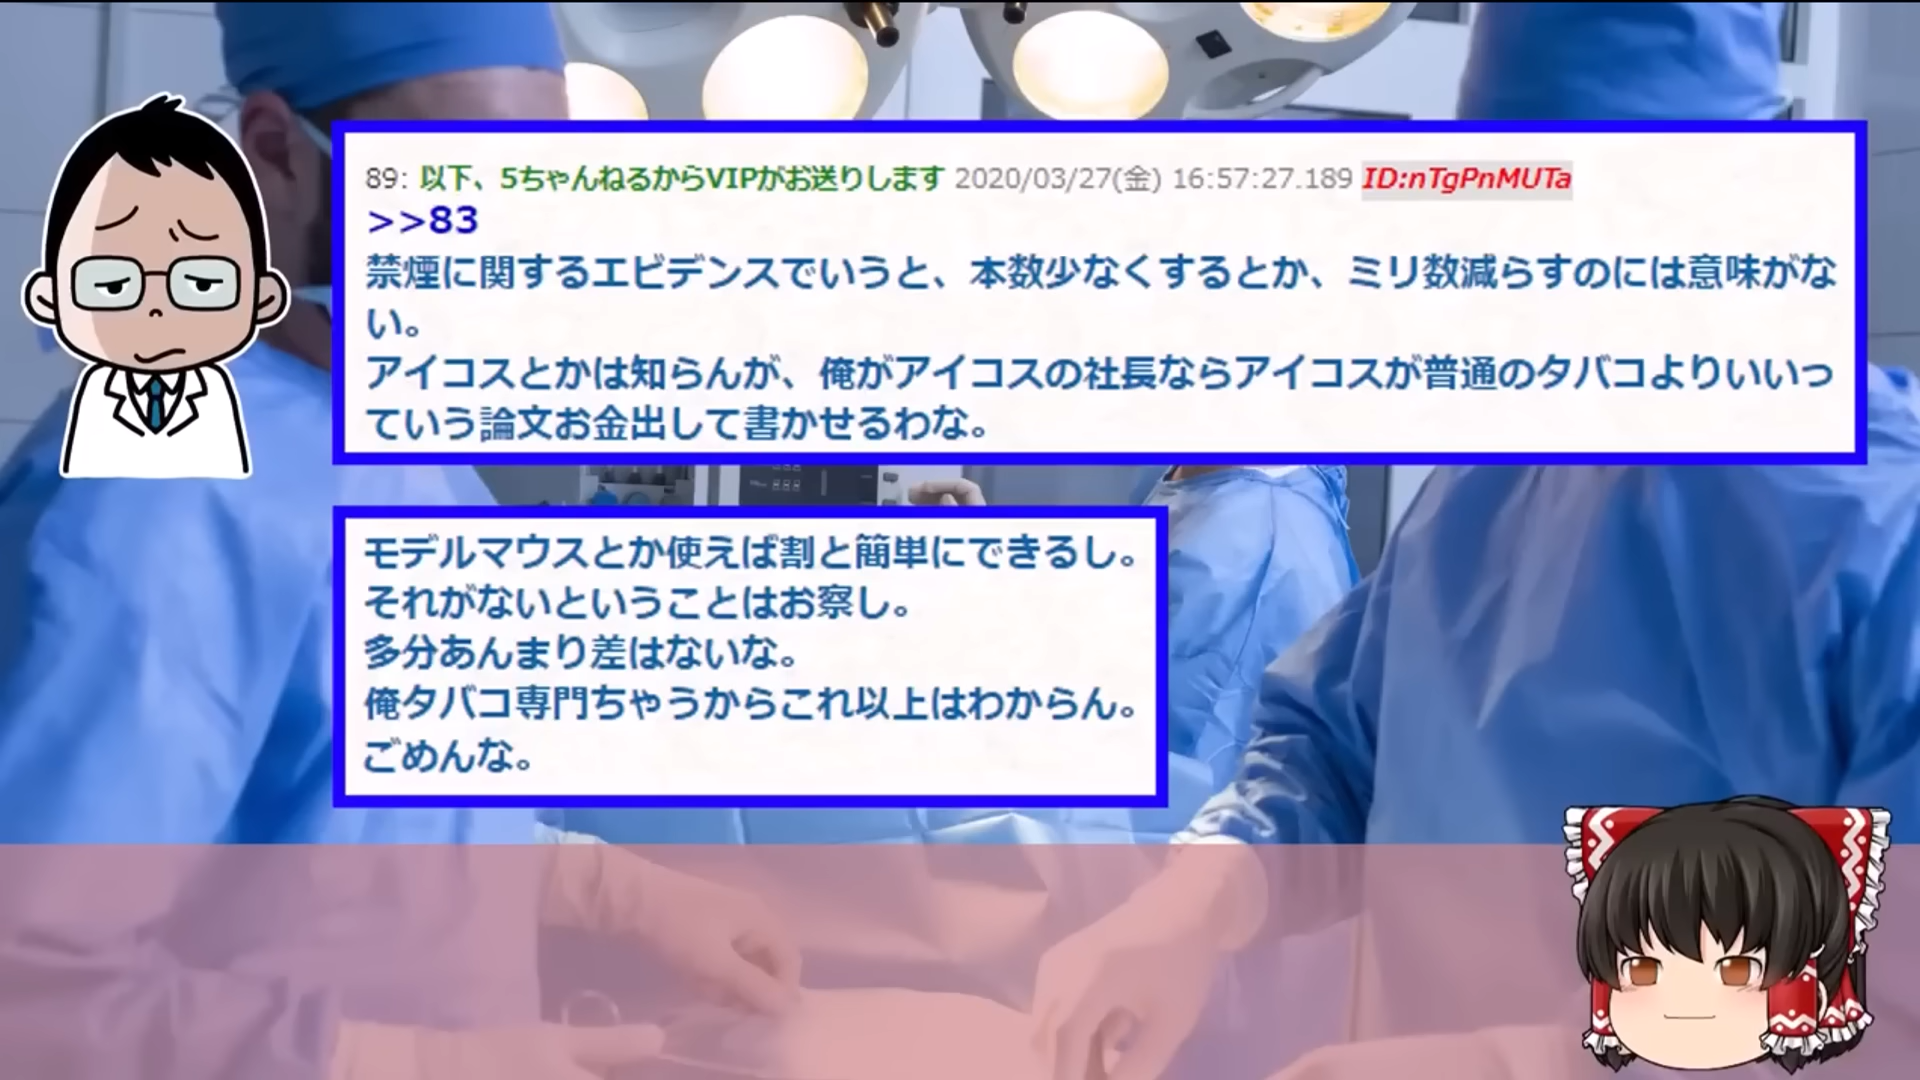 89: 以下、5ちゃんねるからVIPがお送りします 2020/03/27(金) 16:57:27.189 ID:nTgPnMUTa
>>83
禁煙に関するエビデンスでいうと、本数少なくするとか、ミリ数減らすのには意味がな
い。
アイコスとかは知らんが、俺がアイコスの社長ならアイコスが普通のタバコよりいいっ
ていう論文お金出して書かせるわな。
モデルマウスとか使えば割と簡単にできるし。
それがないということはお察し。
多分あんまり差はないな。
俺タバコ専門ちゃうからこれ以上はわからん。
ごめんな。